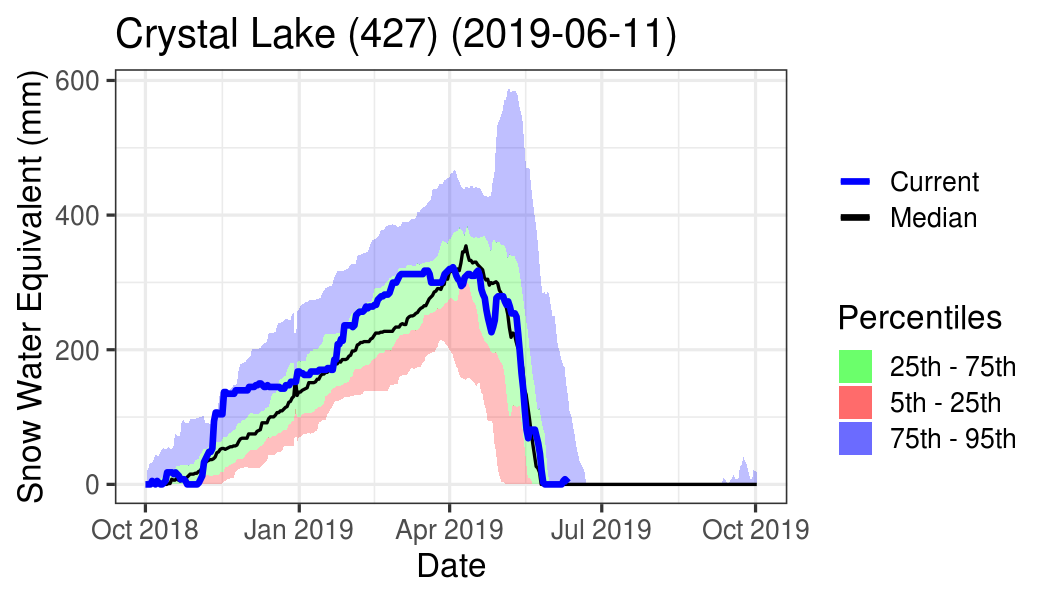 Crystal Lake (427) (2019-06-11)
Snow Water Equivalent (mm)
600
400
200
0
Oct 2018
Jan 2019
Apr 2019
Jul 2019
Oct 2019
Date
Current
Median
Percentiles
25th - 75th
5th - 25th
75th - 95th